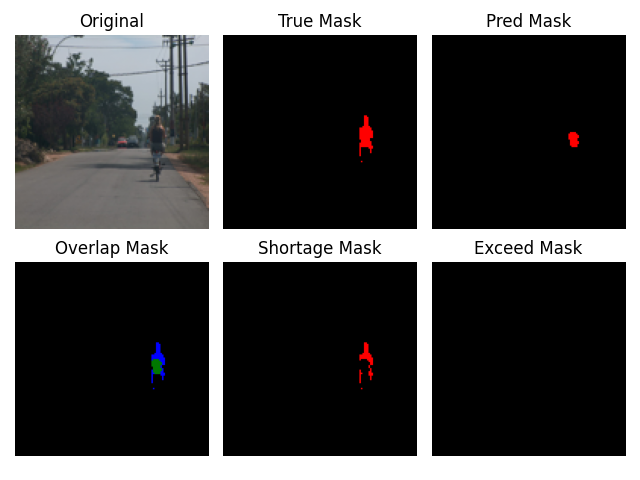 Original
True Mask
Pred Mask
Overlap Mask
Shortage Mask
Exceed Mask